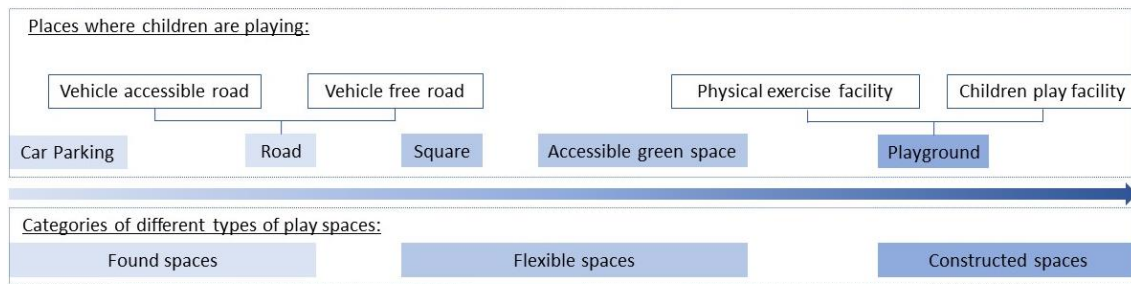 Places where children are playing:
Vehicle accessible road
Vehicle free road
Physical exercise facility
Children play facility
Car Parking
Road
Square
Accessible green space
Playground
Categories of different types of play spaces:
Found spaces
Flexible spaces
Constructed spaces